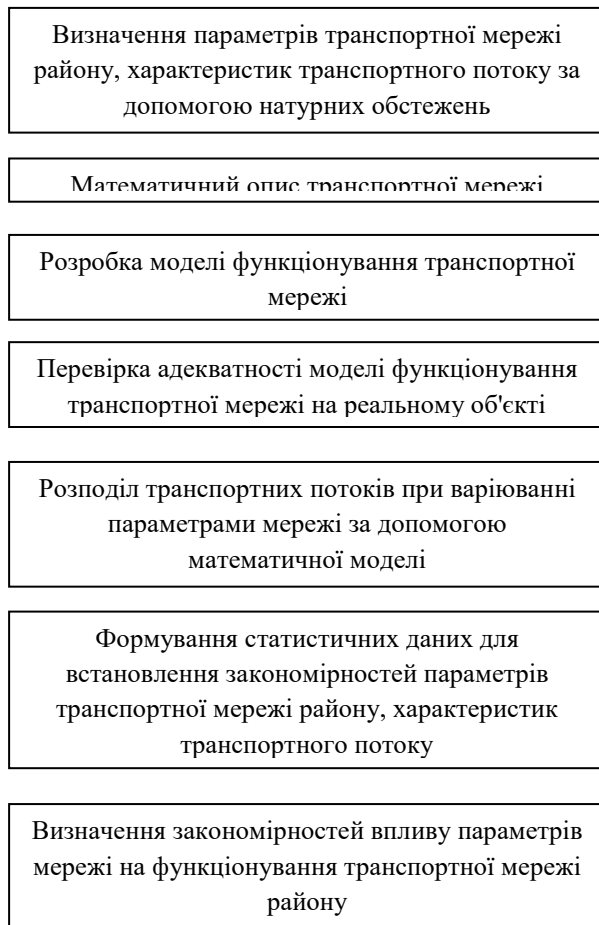 Визначення параметрів транспортної мережі
району, характеристик транспортного потоку за
допомогою натурних обстежень
Математичний опис транспортної мережі
Розробка моделі функціонування транспортної
мережі
Перевірка адекватності моделі функціонування
транспортної мережі на реальному об'єкті
Розподіл транспортних потоків при варіюванні
параметрами мережі за допомогою
математичної моделі
Формування статистичних даних для
встановлення закономірностей параметрів
транспортної мережі району, характеристик
транспортного потоку
Визначення закономірностей впливу параметрів
мережі на функціонування транспортної мережі
району